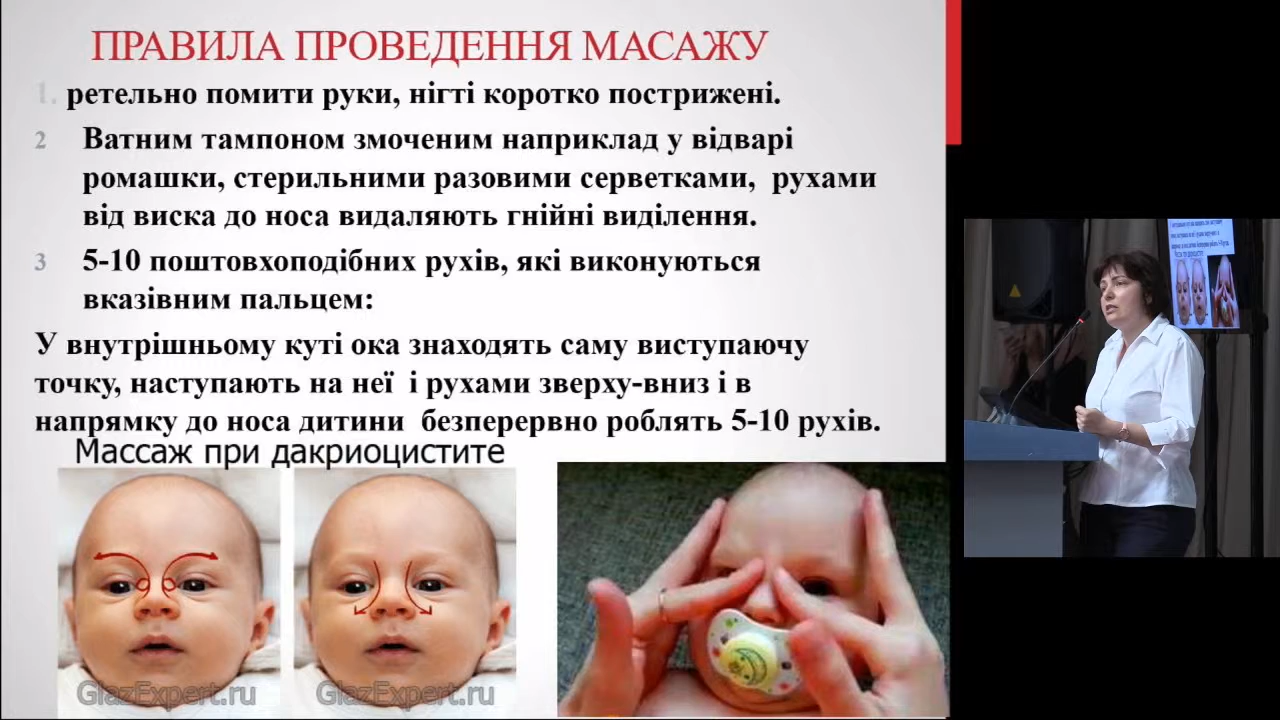 ПРАВИЛА ПРОВЕДЕННЯ МАСАЖУ
1. ретельно помити руки, нігті коротко пострижені.
2 Ватним тампоном змоченим наприклад у відварі
ромашки, стерильними разовими серветками, рухами
від виска до носа видаляють гнійні виділення.
3 5-10 поштовхоподібних рухів, які виконуються
вказівним пальцем:
У внутрішньому куті ока знаходять саму виступаючу
точку, наступають на неї і рухами зверху-вниз і в
напрямку до носа дитини безперервно роблять 5-10 рухів.
Массаж при дакриоцистите
GlazExpert.ru
GlazExpert.ru